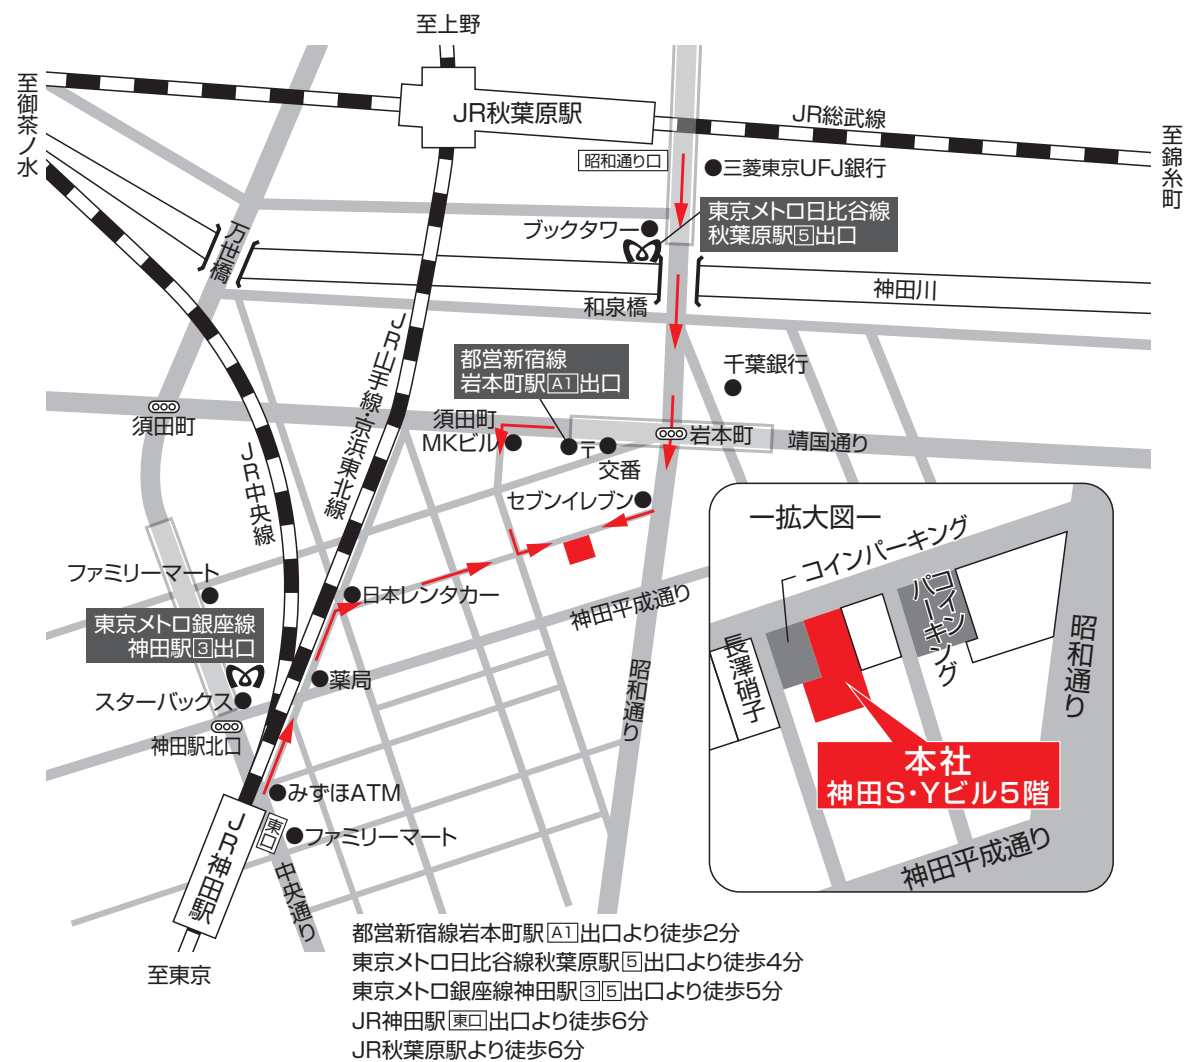 至上野
至御茶ノ水
JR秋葉原駅
JR総武線
至錦糸町
昭和通り口
三菱東京UFJ銀行
東京メトロ日比谷線
秋葉原駅5出口
ブックタワー
万世橋
神田川
和泉橋
JR山手線・京浜東北線
都営新宿線
岩本町駅A1出口
千葉銀行
須田町
須田町
MKビル
〒
交番
岩本町
靖国通り
JR中央線
セブンイレブン
ー拡大図ー
コインパーキング
コイン
パーキング
ファミリーマート
日本レンタカー
神田平成通り
東京メトロ銀座線
神田駅3出口
長澤硝子
昭和通り
昭和通り
薬局
スターバックス
神田駅北口
本社
神田S・Yビル5階
みずほATM
東口
ファミリーマート
JR神田駅
中央通り
神田平成通り
至東京
都営新宿線岩本町駅A1出口より徒歩2分
東京メトロ日比谷線秋葉原駅5出口より徒歩4分
東京メトロ銀座線神田駅35出口より徒歩5分
JR神田駅東口出口より徒歩6分
JR秋葉原駅より徒歩6分